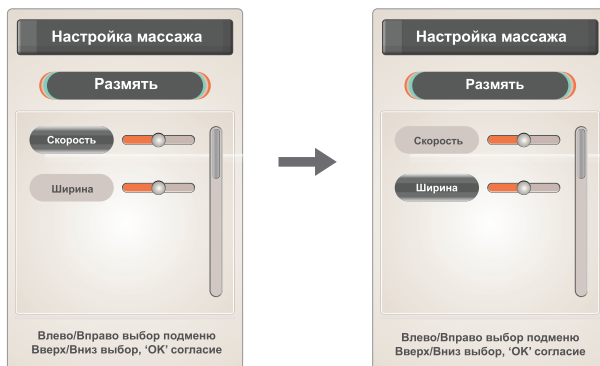 Настройка массажа
Размять
Скорость
Ширина
Влево/Вправо выбор подменю
Вверх/Вниз выбор, ‘OK’ согласие
Настройка массажа
Размять
Скорость
Ширина
Влево/Вправо выбор подменю
Вверх/Вниз выбор, ‘OK’ согласие